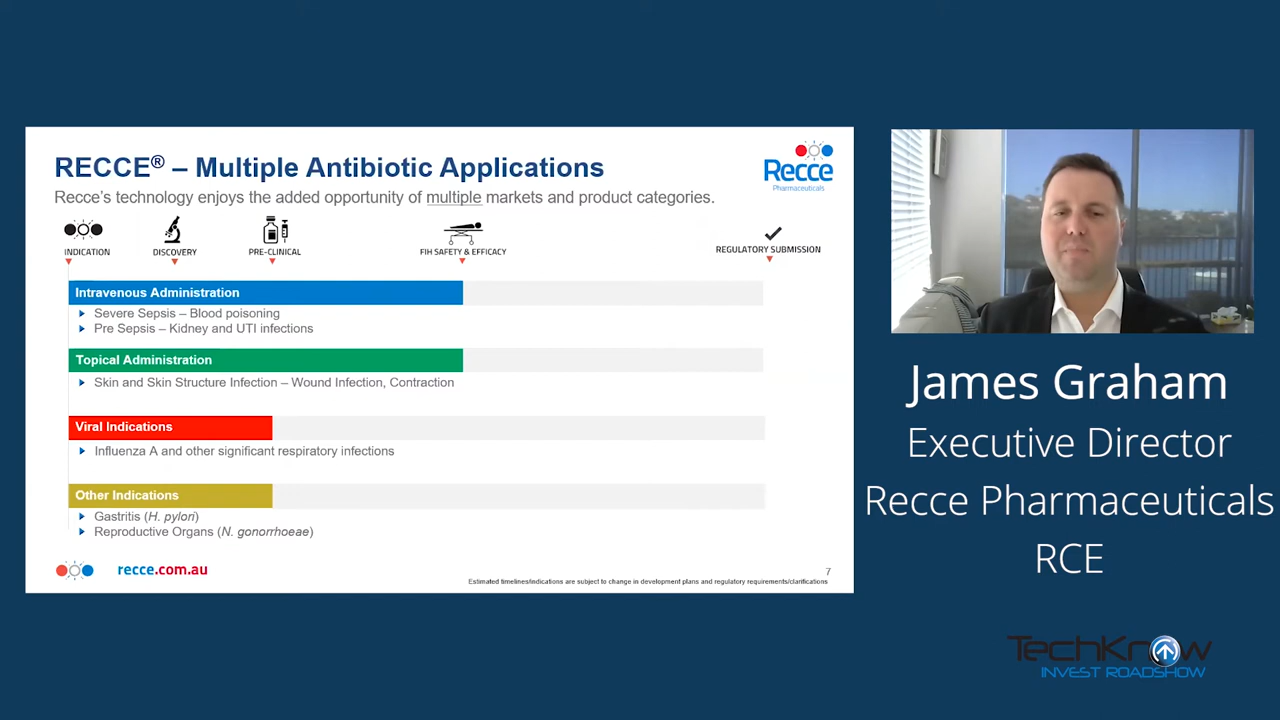 RECCE® – Multiple Antibiotic Applications
Recce
Pharmaceuticals
Recce's technology enjoys the added opportunity of multiple markets and product categories.
INDICATION
DISCOVERY
PRE-CLINICAL
FIH SAFETY & EFFICACY
REGULATORY SUBMISSION
Intravenous Administration
Severe Sepsis – Blood poisoning
Pre Sepsis – Kidney and UTI infections
Topical Administration
Skin and Skin Structure Infection – Wound Infection, Contraction
Viral Indications
Influenza A and other significant respiratory infections
Other Indications
Gastritis (H. pylori)
Reproductive Organs (N. gonorrhoeae)
recce.com.au
7
Estimated timelines/indications are subject to change in development plans and regulatory requirements/clarifications
James Graham
Executive Director
Recce Pharmaceuticals
RCE
TechKnow
INVEST ROADSHOW